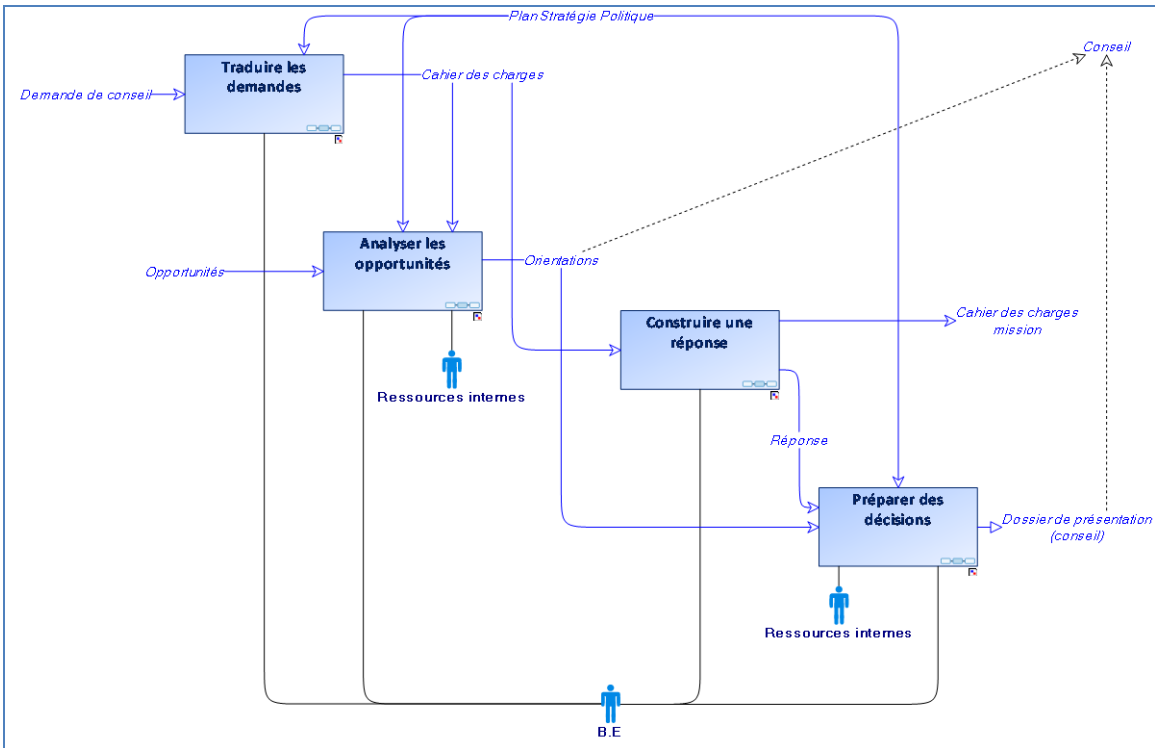 Plan Stratégie Politique
Conseil
Traduire les
demandes
Cahier des charges
Demande de conseil
Analyser les
opportunités
Orientations
Opportunités
Cahier des charges
mission
Construire une
réponse
Ressources internes
Réponse
Préparer des
décisions
Dossier de présentation
(conseil)
Ressources internes
B.E